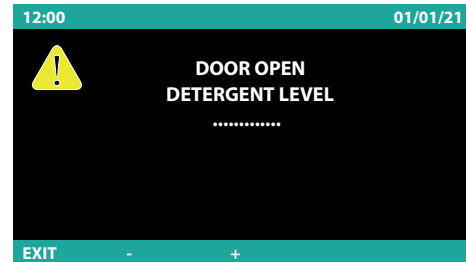 12:00 01/01/21
!
DOOR OPEN
DETERGENT LEVEL
.............
EXIT - +